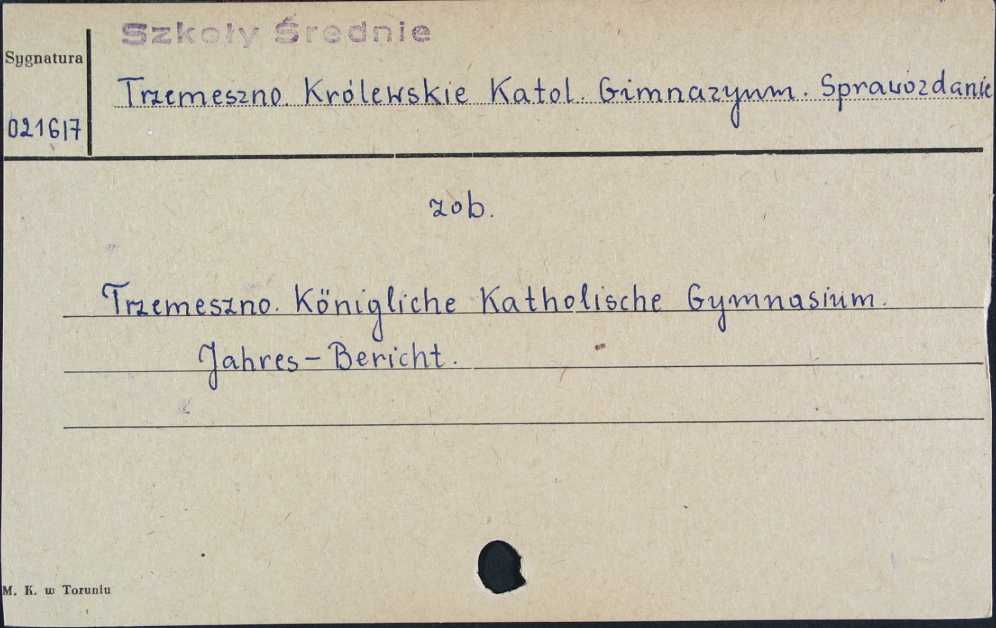 Szkoły Średnie
Sygnatura
Trzemeszno. Królewskie Katol. Gimnazyum. Sprawozdanie
021617
zob.
Trzemeszno. Königliche Katholische Gymnasium.
Jahres-Bericht.
M. K. w Toruniu